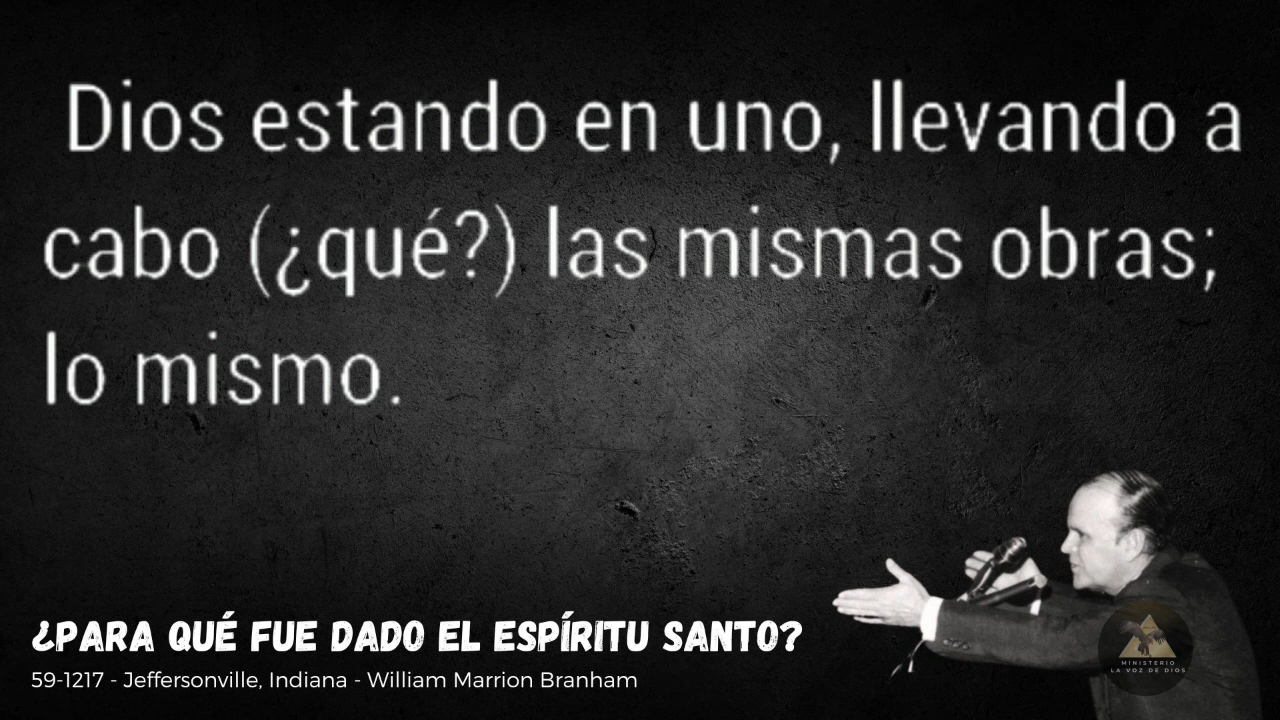 Dios estando en uno, llevando a
cabo (¿qué?) las mismas obras;
lo mismo.
¿PARA QUÉ FUE DADO EL ESPÍRITU SANTO?
59-1217 - Jeffersonville, Indiana - William Marrion Branham
MINISTERIO
LA VOZ DE DIOS